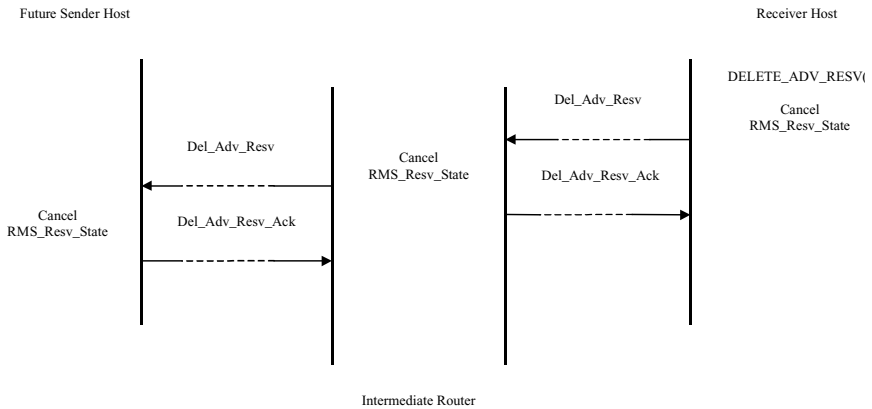 Future Sender Host
Receiver Host
DELETE_ADV_RESV(
Del_Adv_Resv
Cancel
RMS_Resv_State
Del_Adv_Resv
Cancel
RMS_Resv_State
Del_Adv_Resv_Ack
Cancel
RMS_Resv_State
Del_Adv_Resv_Ack
Intermediate Router